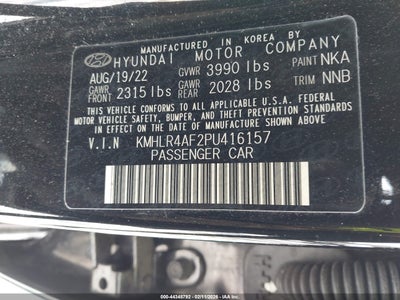 MANUFACTURED IN KOREA BY
HYUNDAI MOTOR COMPANY
AUG/19/22 GVWR 3990 lbs PAINT NKA
GAWR FRONT 2315 lbs GAWR REAR 2028 lbs TRIM NNB
THIS VEHICLE CONFORMS TO ALL APPLICABLE U.S.A. FEDERAL
MOTOR VEHICLE SAFETY, BUMPER, AND THEFT PREVENTION STANDARDS
IN EFFECT ON THE DATE OF MANUFACTURE SHOWN ABOVE.
V.I.N KMHLR4AF2PU416157
PASSENGER CAR
000-44348792 - 02/11/2026 - IAAI.COM